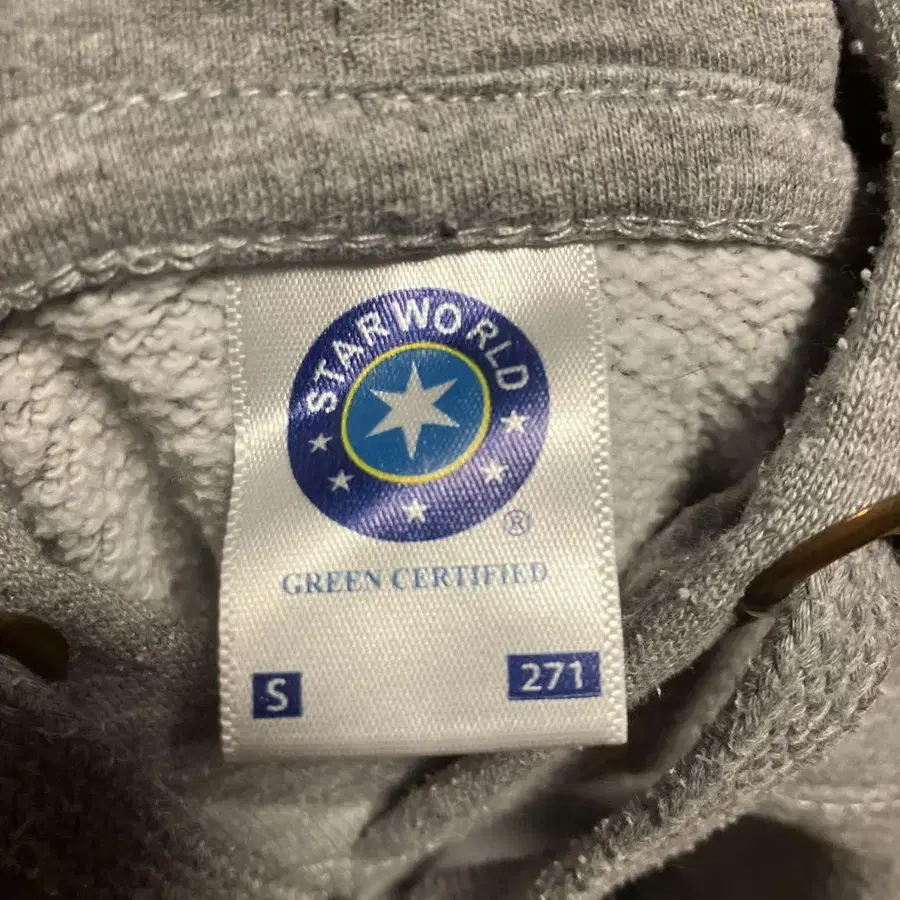 STARWORLD
®
GREEN CERTIFIED
S 271